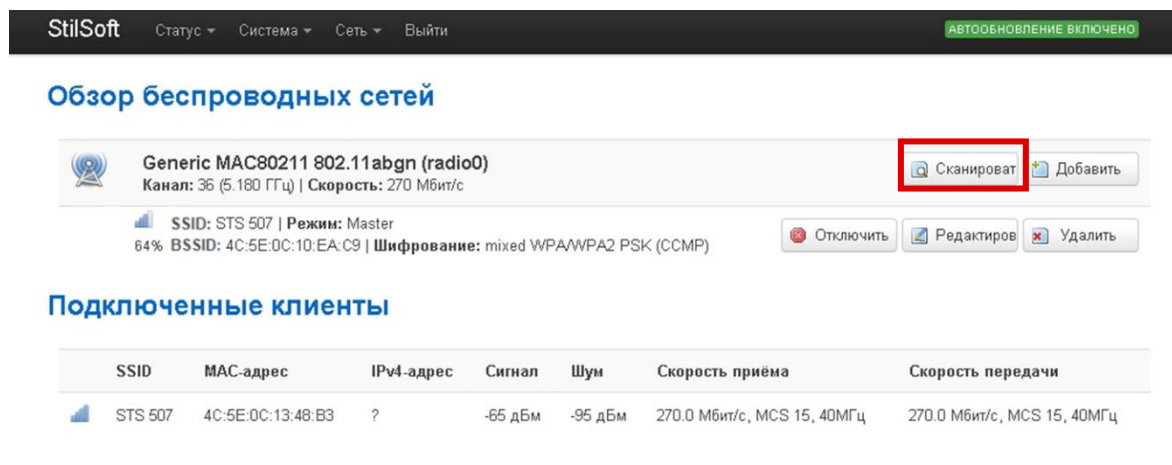 StilSoft Статус Система Сеть Выйти АВТООБНОВЛЕНИЕ ВКЛЮЧЕНО
Обзор беспроводных сетей
Generic MAC80211 802.11abgn (radio0)
Канал: 36 (5.180 ГГц) | Скорость: 270 Мбит/с
Сканироват Добавить
SSID: STS 507 | Режим: Master
64% BSSID: 4C:5E:0C:10:EA:C9 | Шифрование: mixed WPA/WPA2 PSK (CCMP)
Отключить Редактиров Удалить
Подключенные клиенты
SSID MAC-адрес IPv4-адрес Сигнал Шум Скорость приёма Скорость передачи
STS 507 4C:5E:0C:13:48:B3 ? -65 дБм -95 дБм 270.0 Мбит/с, MCS 15, 40МГц 270.0 Мбит/с, MCS 15, 40МГц